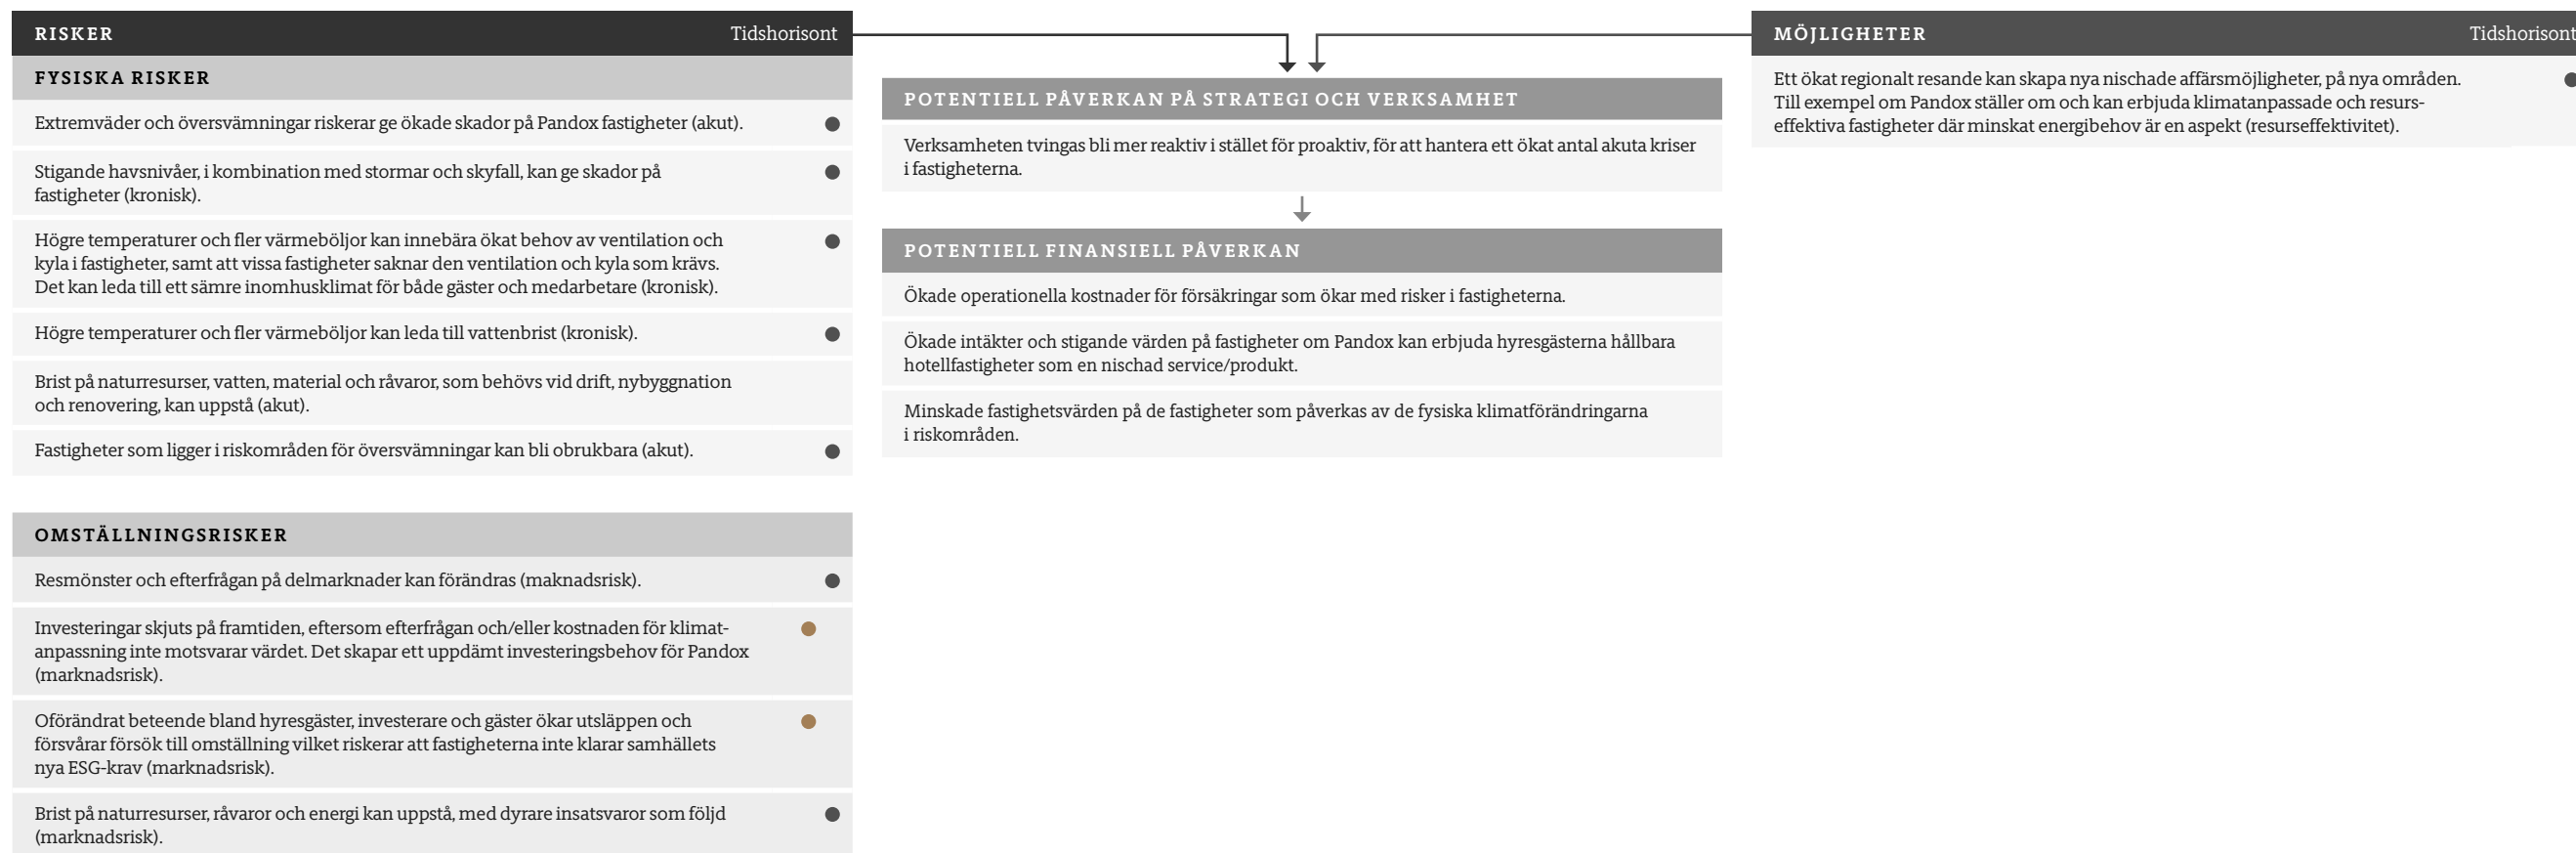 RISKER Tidshorisont
FYSISKA RISKER
Extremväder och översvämningar riskerar ge ökade skador på Pandox fastigheter (akut).
Stigande havsnivåer, i kombination med stormar och skyfall, kan ge skador på
fastigheter (kronisk).
Högre temperaturer och fler värmeböljor kan innebära ökat behov av ventilation och
kyla i fastigheter, samt att vissa fastigheter saknar den ventilation och kyla som krävs.
Det kan leda till ett sämre inomhusklimat för både gäster och medarbetare (kronisk).
Högre temperaturer och fler värmeböljor kan leda till vattenbrist (kronisk).
Brist på naturresurser, vatten, material och råvaror, som behövs vid drift, nybyggnation
och renovering, kan uppstå (akut).
Fastigheter som ligger i riskområden för översvämningar kan bli obrukbara (akut).
OMSTÄLLNINGSRISKER
Resmönster och efterfrågan på delmarknader kan förändras (maknadsrisk).
Investeringar skjuts på framtiden, eftersom efterfrågan och/eller kostnaden för klimat-
anpassning inte motsvarar värdet. Det skapar ett uppdämt investeringsbehov för Pandox
(marknadsrisk).
Oförändrat beteende bland hyresgäster, investerare och gäster ökar utsläppen och
försvårar försök till omställning vilket riskerar att fastigheterna inte klarar samhällets
nya ESG-krav (marknadsrisk).
Brist på naturresurser, råvaror och energi kan uppstå, med dyrare insatsvaror som följd
(marknadsrisk).
POTENTIELL PÅVERKAN PÅ STRATEGI OCH VERKSAMHET
Verksamheten tvingas bli mer reaktiv i stället för proaktiv, för att hantera ett ökat antal akuta kriser
i fastigheterna.
POTENTIELL FINANSIELL PÅVERKAN
Ökade operationella kostnader för försäkringar som ökar med risker i fastigheterna.
Ökade intäkter och stigande värden på fastigheter om Pandox kan erbjuda hyresgästerna hållbara
hotellfastigheter som en nischad service/produkt.
Minskade fastighetsvärden på de fastigheter som påverkas av de fysiska klimatförändringarna
i riskområden.
MÖJLIGHETER Tidshorisont
Ett ökat regionalt resande kan skapa nya nischade affärsmöjligheter, på nya områden.
Till exempel om Pandox ställer om och kan erbjuda klimatanpassade och resurs-
effektiva fastigheter där minskat energibehov är en aspekt (resurseffektivitet).